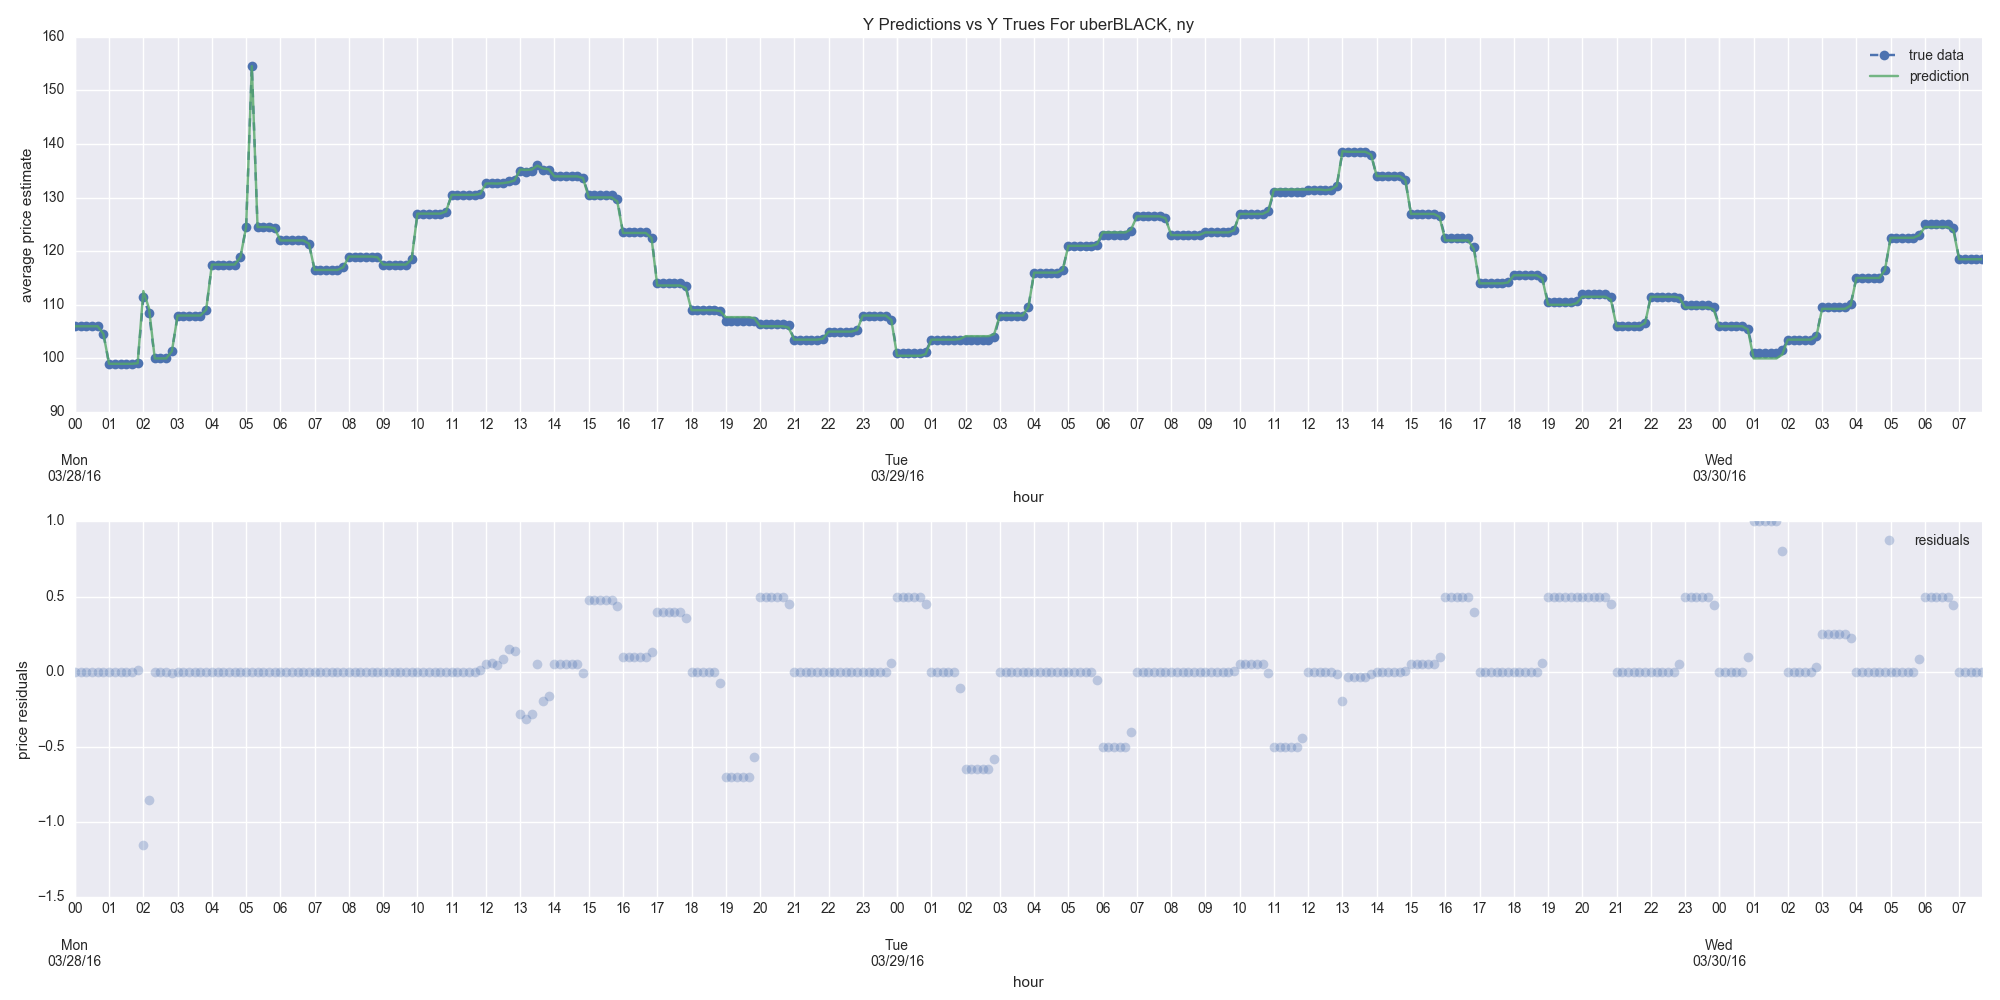 Y Predictions vs Y Trues For uberBLACK, ny
160
150
140
130
120
110
100
90
average price estimate
true data
prediction
00 01 02 03 04 05 06 07 08 09 10 11 12 13 14 15 16 17 18 19 20 21 22 23 00 01 02 03 04 05 06 07 08 09 10 11 12 13 14 15 16 17 18 19 20 21 22 23 00 01 02 03 04 05 06 07
Mon Tue Wed
03/28/16 03/29/16 03/30/16
hour
1.0
0.5
0.0
−0.5
−1.0
−1.5
price residuals
residuals
00 01 02 03 04 05 06 07 08 09 10 11 12 13 14 15 16 17 18 19 20 21 22 23 00 01 02 03 04 05 06 07 08 09 10 11 12 13 14 15 16 17 18 19 20 21 22 23 00 01 02 03 04 05 06 07
Mon Tue Wed
03/28/16 03/29/16 03/30/16
hour